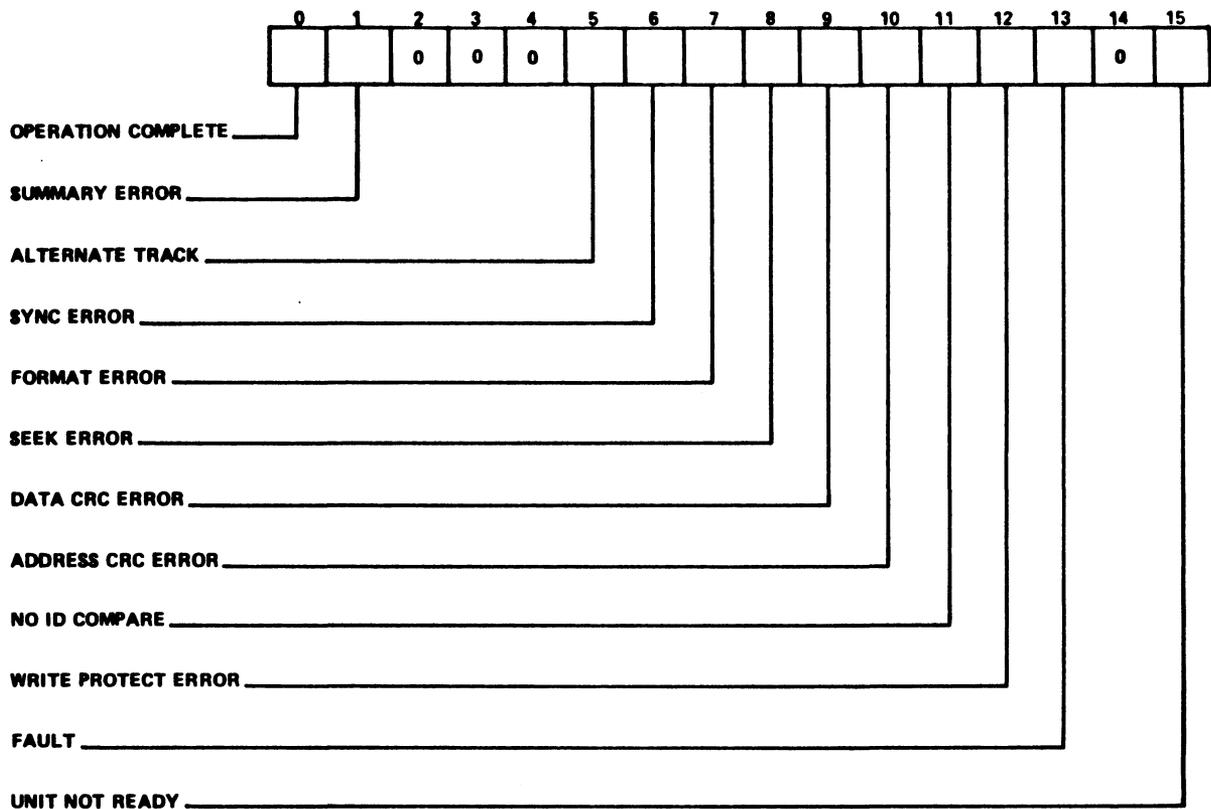 0 1 2 3 4 5 6 7 8 9 10 11 12 13 14 15
0 0 0 0
OPERATION COMPLETE
SUMMARY ERROR
ALTERNATE TRACK
SYNC ERROR
FORMAT ERROR
SEEK ERROR
DATA CRC ERROR
ADDRESS CRC ERROR
NO ID COMPARE
WRITE PROTECT ERROR
FAULT
UNIT NOT READY